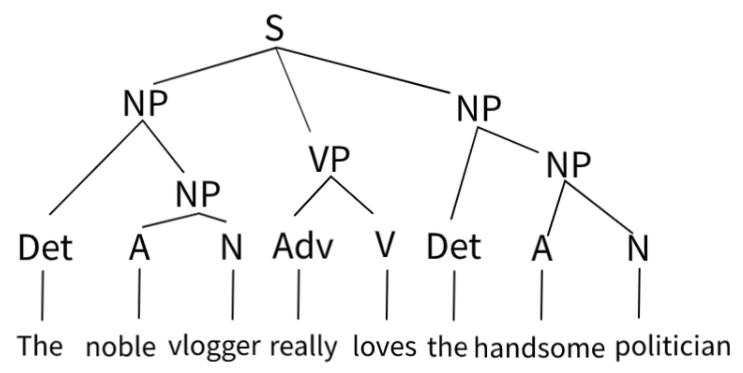 S
NP NP
VP NP
NP
Det A N Adv V Det A N
The noble vlogger really loves the handsome politician